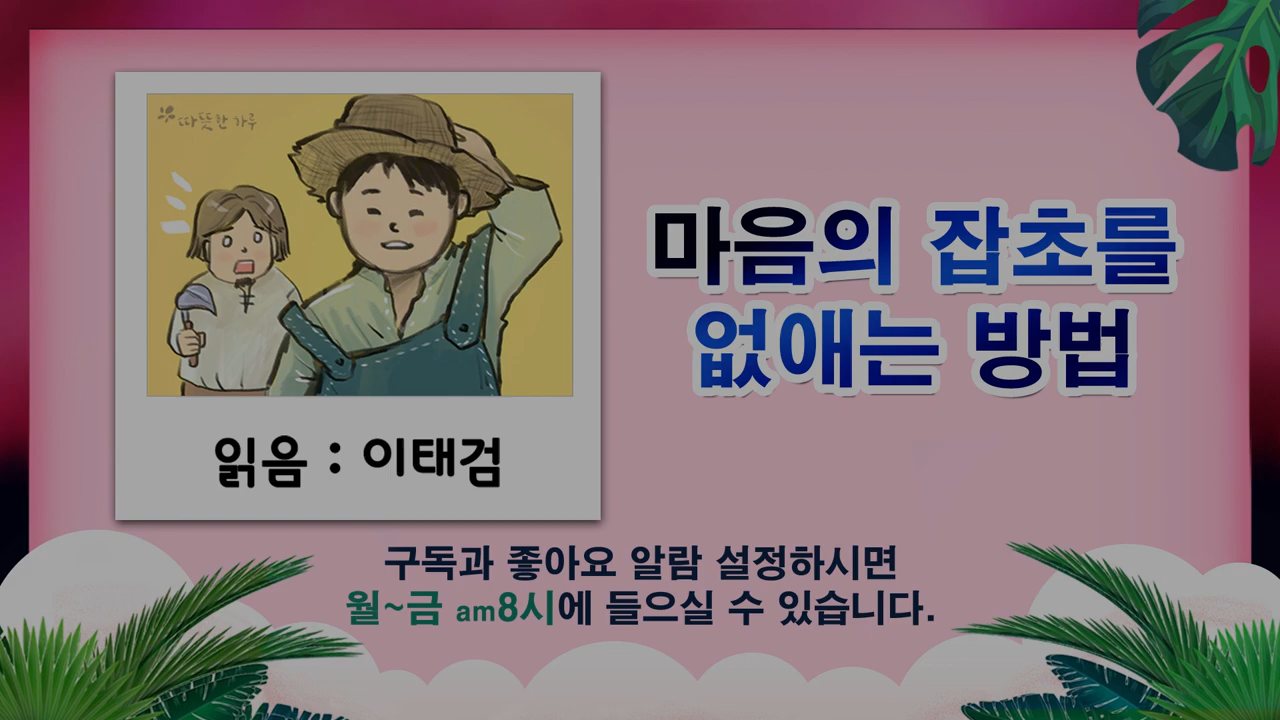 따뜻한 하루
마음의 잡초를
없애는 방법
읽음 : 이태검
구독과 좋아요 알람 설정하시면
월~금 am8시에 들으실 수 있습니다.